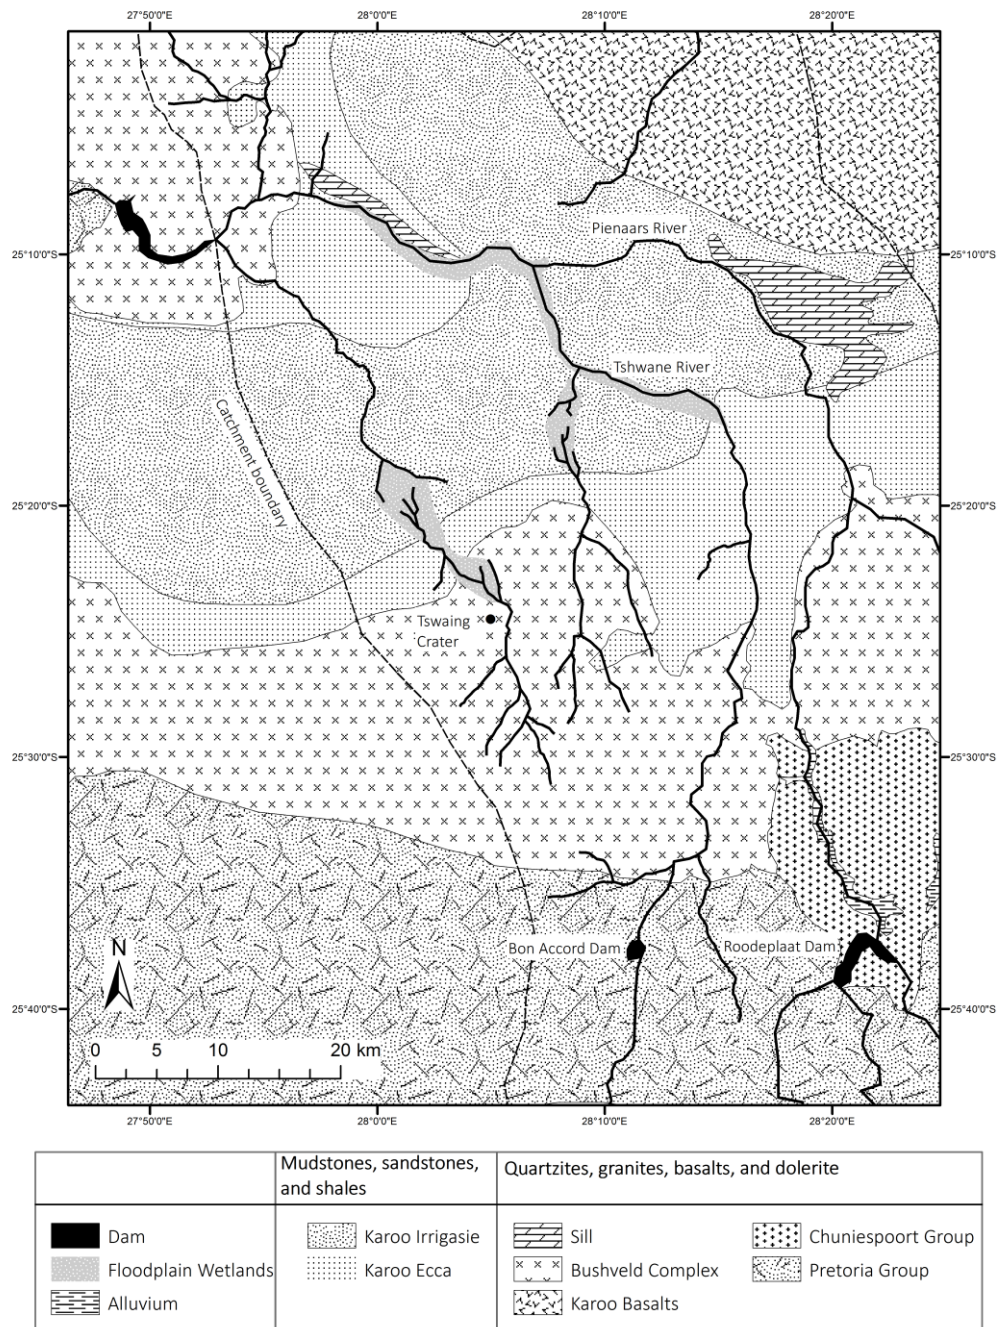 27°50'0"E
28°0'0"E
28°10'0"E
28°20'0"E
Pienaars River
25°10'0"S
25°10'0"S
Tshwane River
Catchment boundary
25°20'0"S
25°20'0"S
Tswaing
Crater
25°30'0"S
25°30'0"S
N
Bon Accord Dam
Roodeplaat Dam
25°40'0"S
25°40'0"S
0 5 10 20 km
27°50'0"E
28°0'0"E
28°10'0"E
28°20'0"E
Mudstones, sandstones,
and shales
Quartzites, granites, basalts, and dolerite
Dam
Karoo Irrigasie
Sill
Chuniespoort Group
Floodplain Wetlands
Karoo Ecca
Bushveld Complex
Pretoria Group
Alluvium
Karoo Basalts